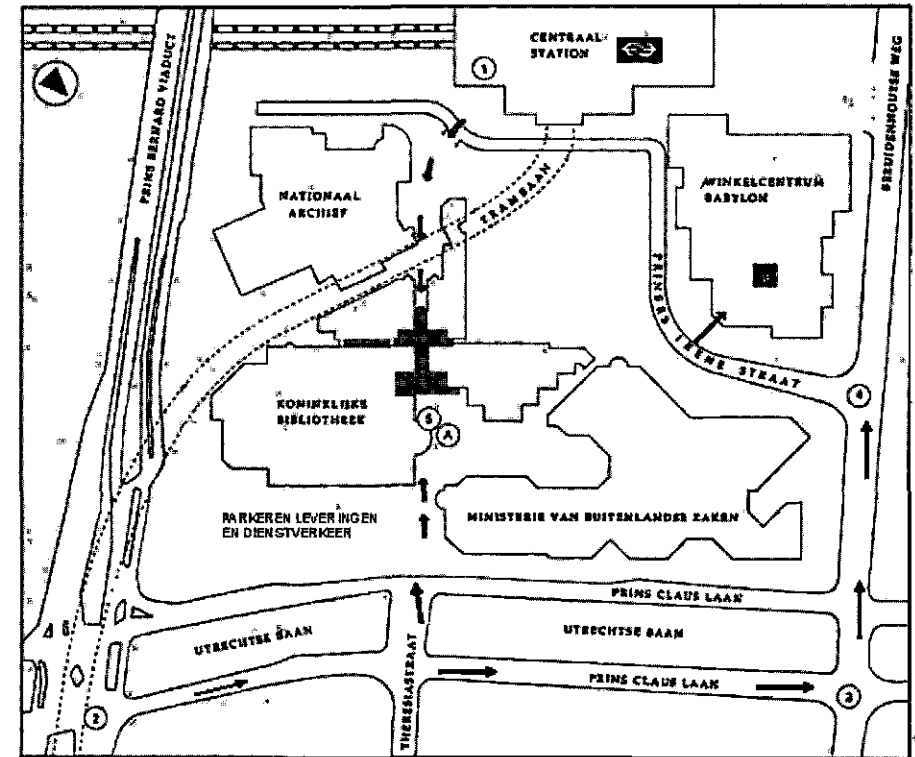 CENTRAAL
STATION
1
PRINS BERNARD VIADUCT
BEZUIDENHOUTSE WEG
NATIONAAL
ARCHIEF
TRAMBAAN
WINKELCENTRUM
BABYLON
PRINSES IRENE STRAAT
KONINKLIJKE
BIBLIOTHEEK
4
5
A
PARKEREN LEVERINGEN
EN DIENSTVERKEER
MINISTERIE VAN BUITENLANDSE ZAKEN
PRINS CLAUS LAAN
UTRECHTSE BAAN
UTRECHTSE BAAN
THERESIASTRAAT
PRINS CLAUS LAAN
2
3